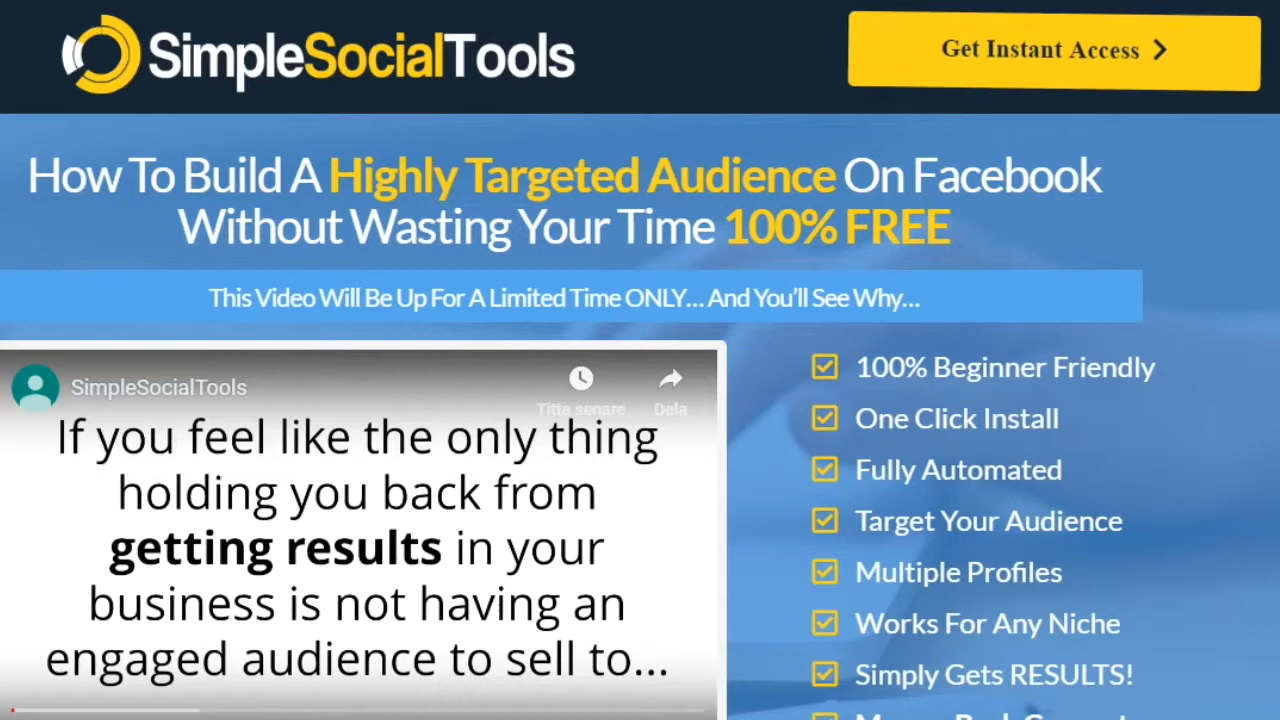 SimpleSocialTools
Get Instant Access
How To Build A Highly Targeted Audience On Facebook
Without Wasting Your Time 100% FREE
This Video Will Be Up For A Limited Time ONLY... And You'll See Why...
SimpleSocialTools
Titta senare
Dela
If you feel like the only thing
holding you back from
getting results in your
business is not having an
engaged audience to sell to...
100% Beginner Friendly
One Click Install
Fully Automated
Target Your Audience
Multiple Profiles
Works For Any Niche
Simply Gets RESULTS!